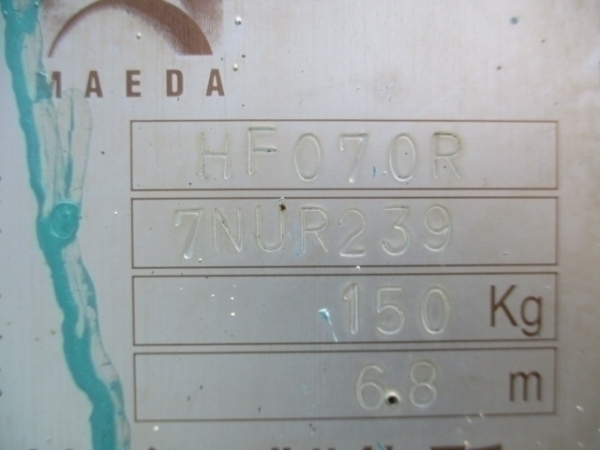 MAEDA
HF070R
7NUR239
150 Kg
6.8 m